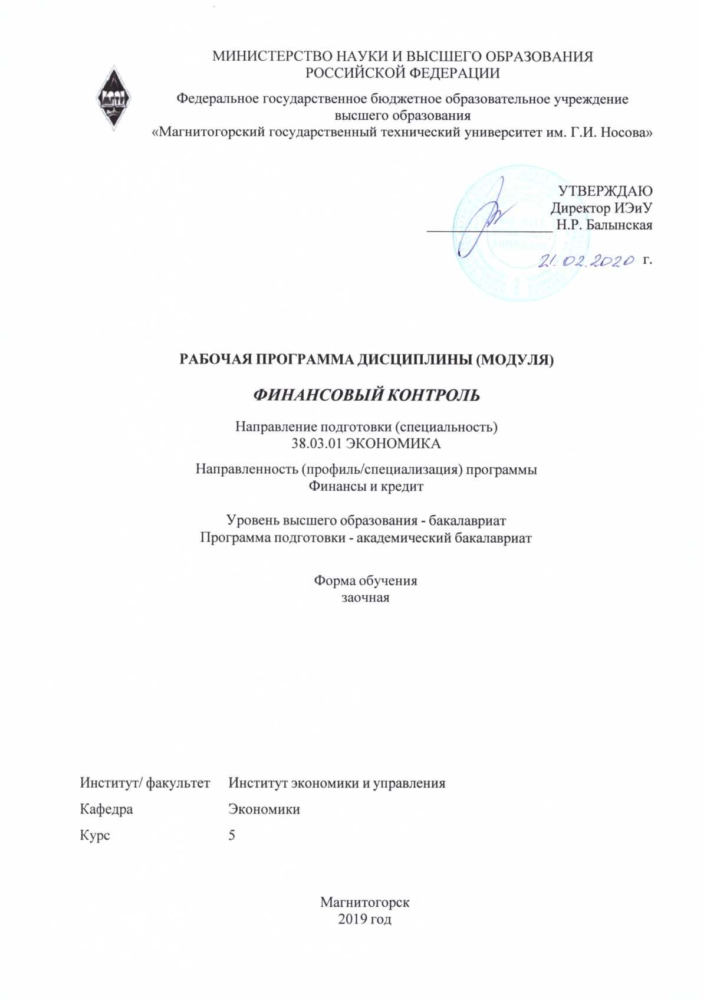 МИНИСТЕРСТВО НАУКИ И ВЫСШЕГО ОБРАЗОВАНИЯ
РОССИЙСКОЙ ФЕДЕРАЦИИ
Федеральное государственное бюджетное образовательное учреждение
высшего образования
«Магнитогорский государственный технический университет им. Г.И. Носова»
УТВЕРЖДАЮ
Директор ИЭиУ
Н.Р. Балынская
21.02.2020 г.
РАБОЧАЯ ПРОГРАММА ДИСЦИПЛИНЫ (МОДУЛЯ)
ФИНАНСОВЫЙ КОНТРОЛЬ
Направление подготовки (специальность)
38.03.01 ЭКОНОМИКА
Направленность (профиль/специализация) программы
Финансы и кредит
Уровень высшего образования - бакалавриат
Программа подготовки - академический бакалавриат
Форма обучения
заочная
Институт/ факультет Институт экономики и управления
Кафедра Экономики
Курс 5
Магнитогорск
2019 год